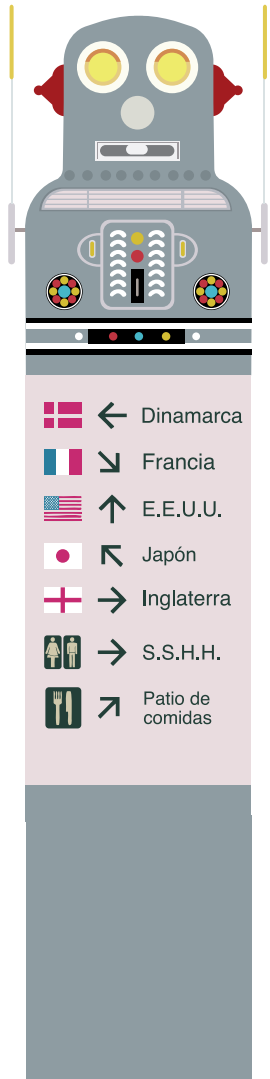 Dinamarca
Francia
E.E.U.U.
Japón
Inglaterra
S.S.H.H.
Patio de
comidas